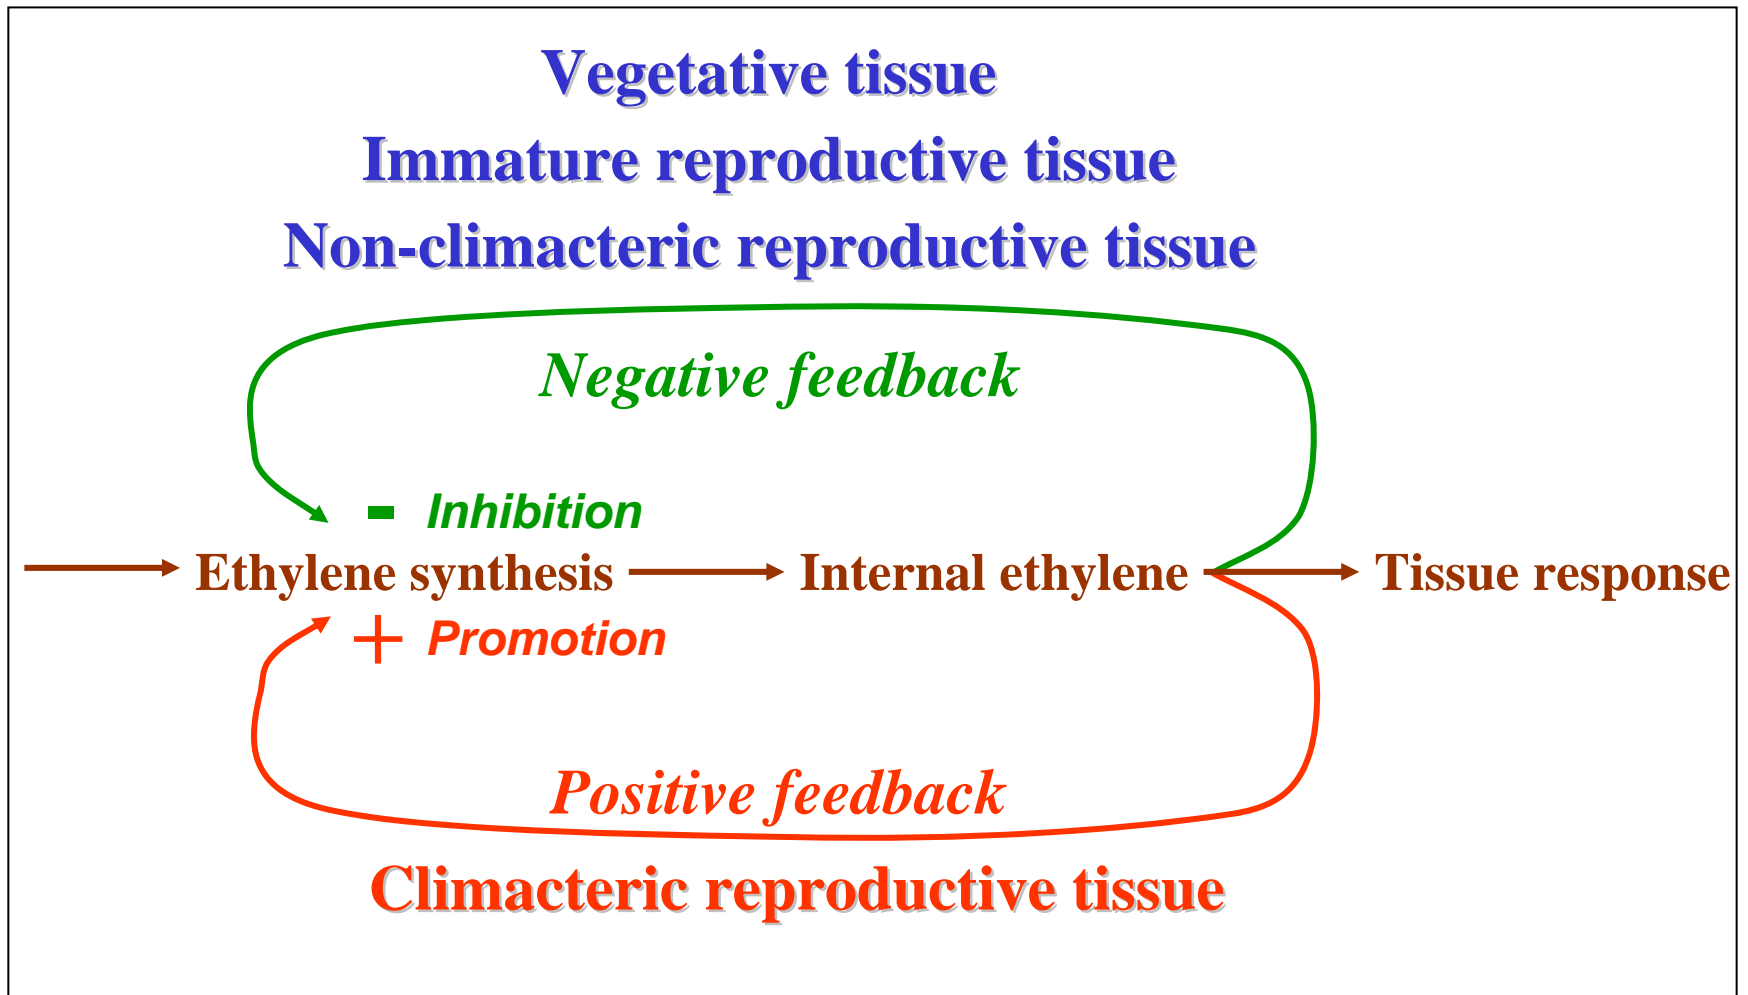 Vegetative tissue
Immature reproductive tissue
Non-climacteric reproductive tissue
Negative feedback
- Inhibition
Ethylene synthesis Internal ethylene Tissue response
+ Promotion
Positive feedback
Climacteric reproductive tissue